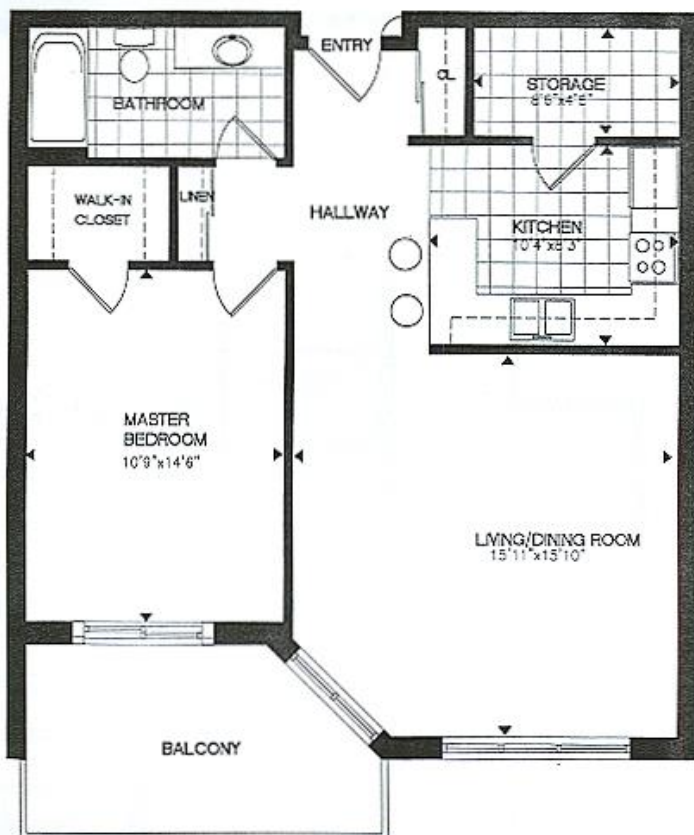 ENTRY
CL
STORAGE
8'6"x4'6"
BATHROOM
WALK-IN
CLOSET
LINEN
HALLWAY
KITCHEN
10'4"x8'3"
MASTER
BEDROOM
10'9"x14'6"
LIVING/DINING ROOM
15'11"x15'10"
BALCONY